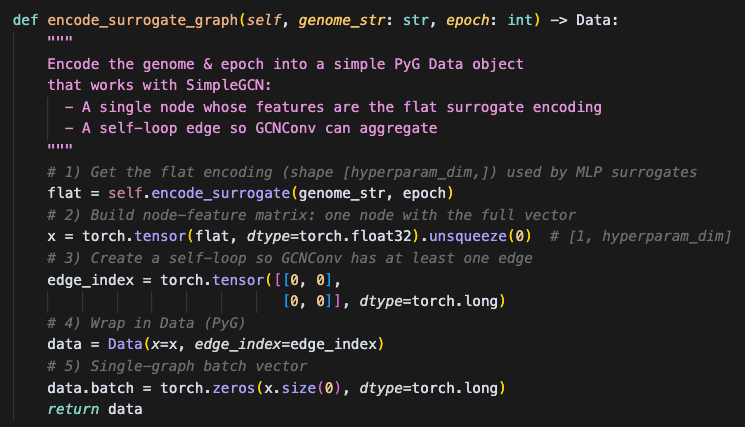 def encode_surrogate_graph(self, genome_str: str, epoch: int) -> Data:
    """
    Encode the genome & epoch into a simple PyG Data object
    that works with SimpleGCN:
      - A single node whose features are the flat surrogate encoding
      - A self-loop edge so GCNConv can aggregate
    """
    # 1) Get the flat encoding (shape [hyperparam_dim,]) used by MLP surrogates
    flat = self.encode_surrogate(genome_str, epoch)
    # 2) Build node-feature matrix: one node with the full vector
    x = torch.tensor(flat, dtype=torch.float32).unsqueeze(0)  # [1, hyperparam_dim]
    # 3) Create a self-loop so GCNConv has at least one edge
    edge_index = torch.tensor([[0, 0],
                               [0, 0]], dtype=torch.long)
    # 4) Wrap in Data (PyG)
    data = Data(x=x, edge_index=edge_index)
    # 5) Single-graph batch vector
    data.batch = torch.zeros(x.size(0), dtype=torch.long)
    return data